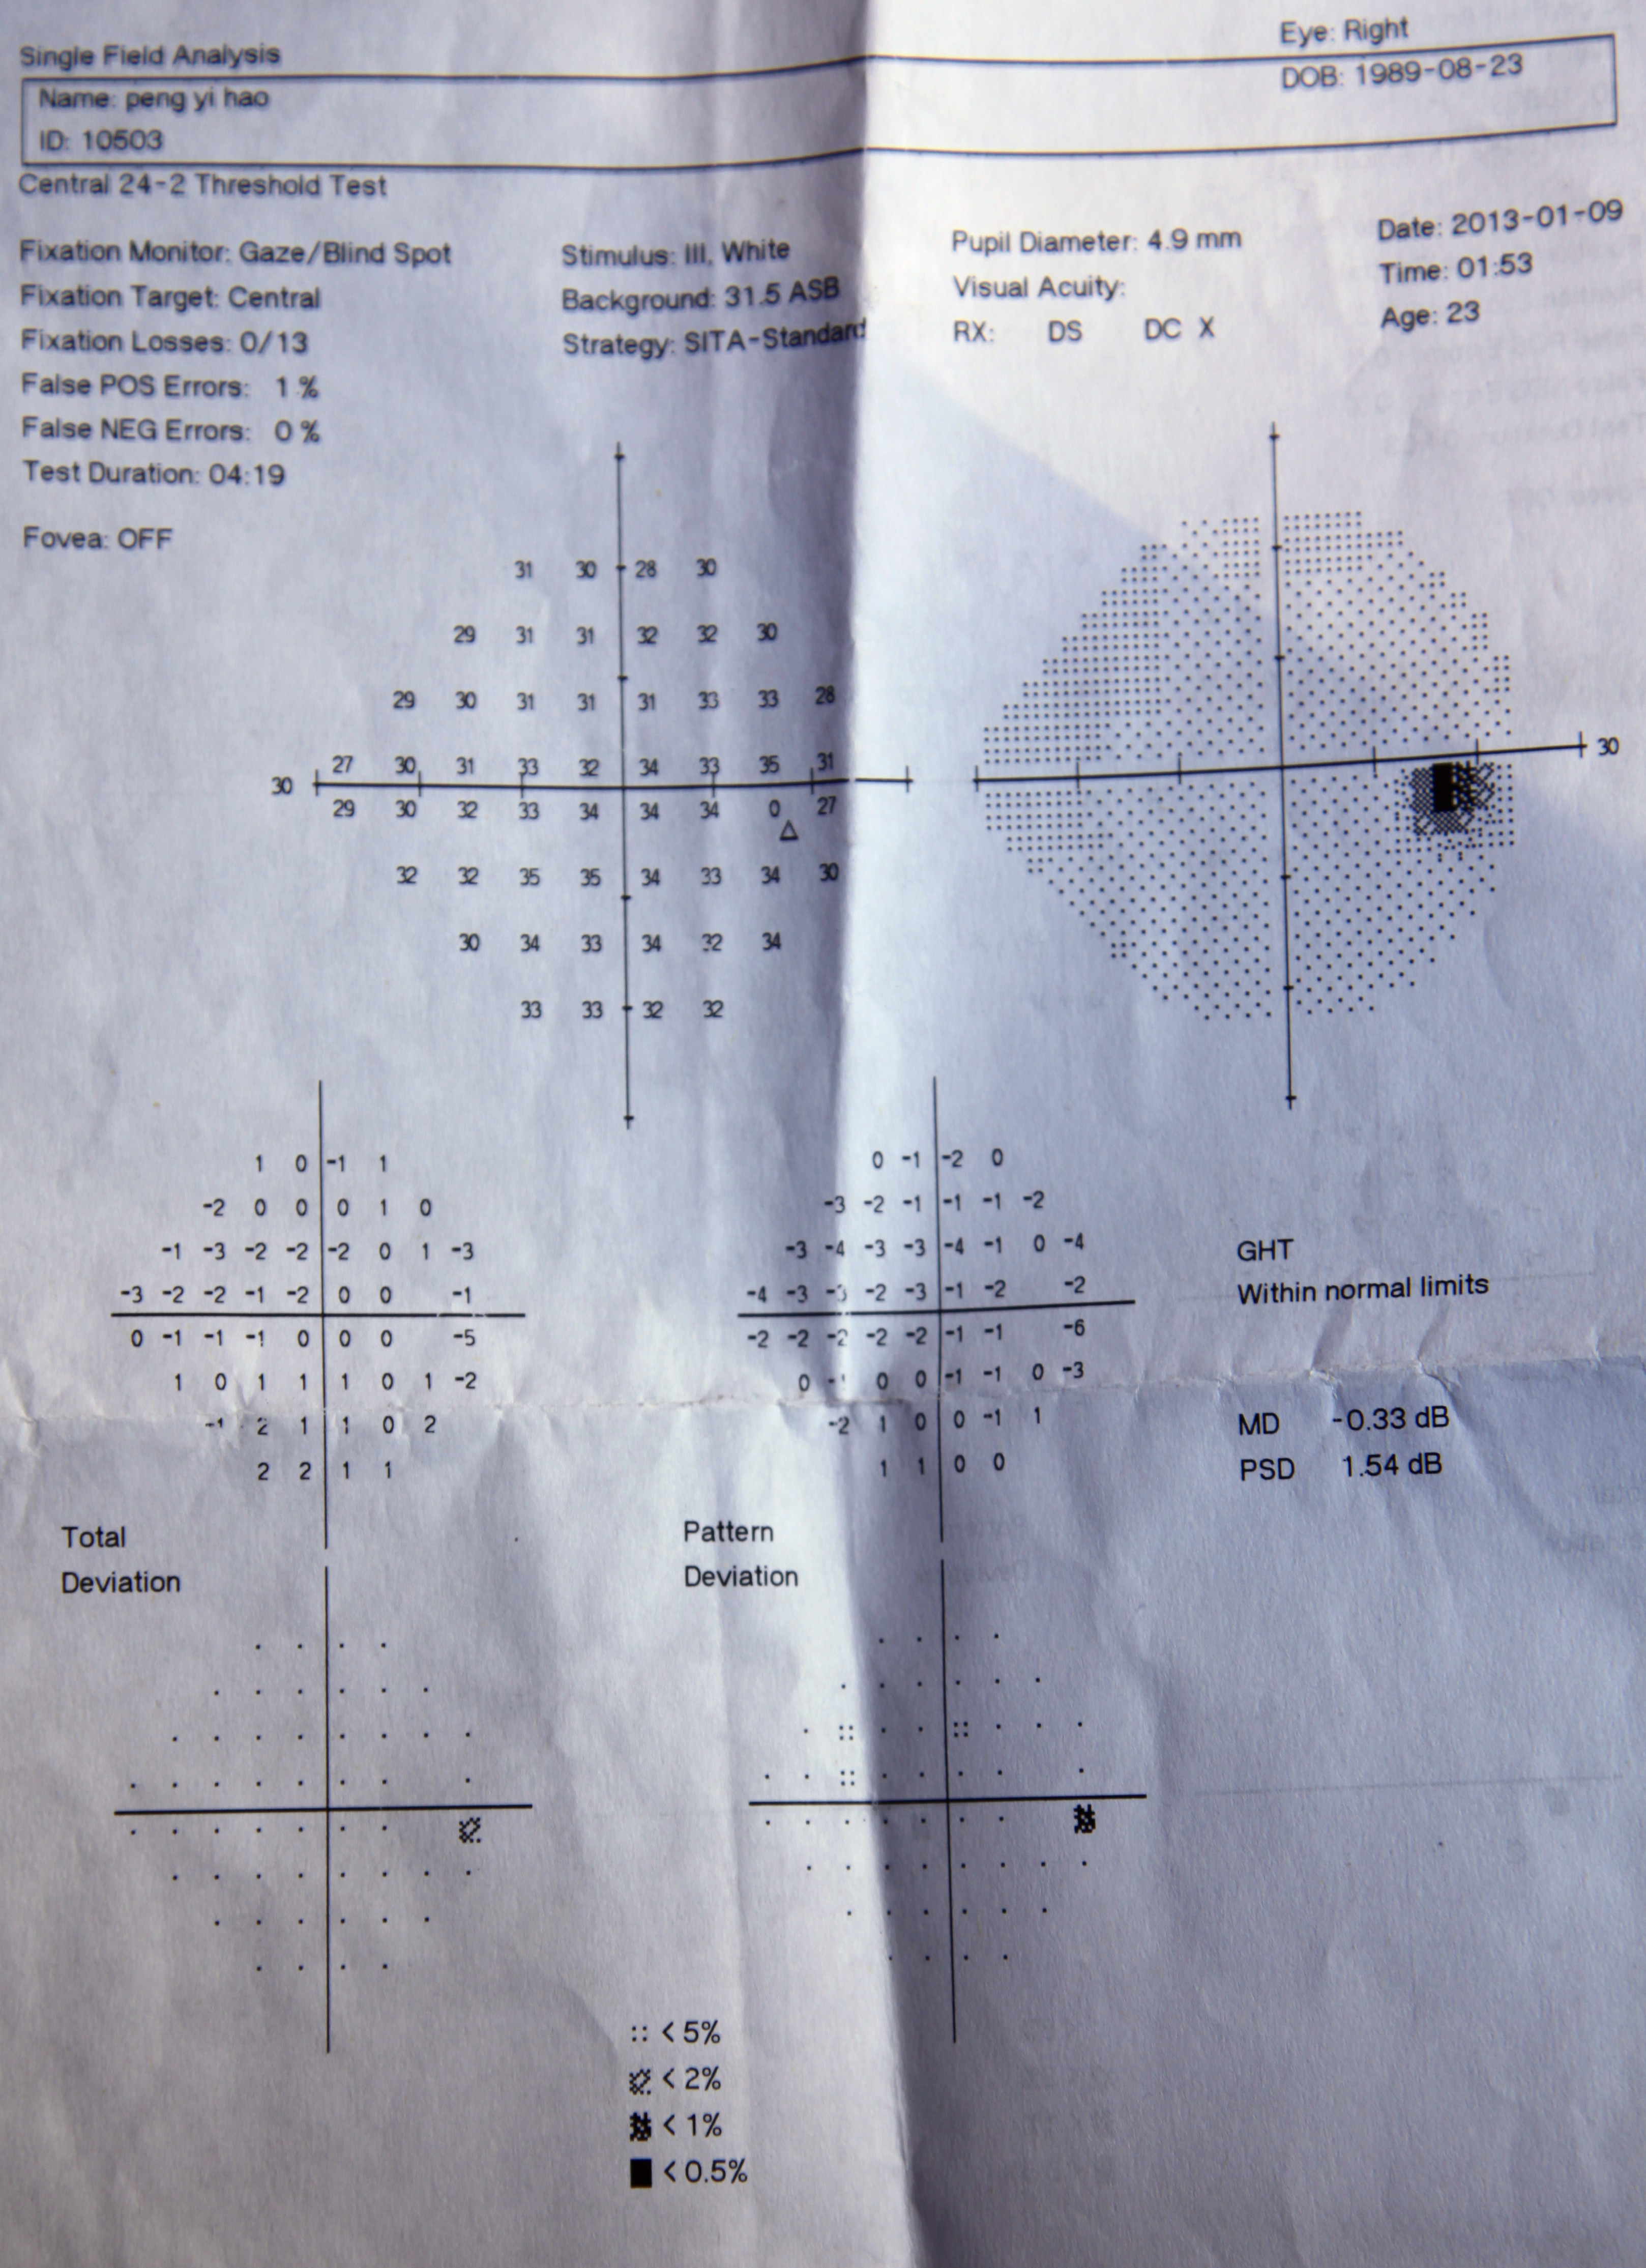 Single Field Analysis
Eye: Right
Name: peng yi hao
DOB: 1989-08-23
ID: 10503
Central 24-2 Threshold Test
Fixation Monitor: Gaze/Blind Spot
Fixation Target: Central
Fixation Losses: 0/13
False POS Errors: 1 %
False NEG Errors: 0 %
Test Duration: 04:19
Fovea: OFF
Stimulus: III, White
Background: 31.5 ASB
Strategy: SITA-Standard
Pupil Diameter: 4.9 mm
Visual Acuity:
RX: DS DC X
Date: 2013-01-09
Time: 01:53
Age: 23
31 30 28 30
29 31 31 32 32 30
29 30 31 31 31 33 33 28
27 30 31 33 32 34 33 35 31
30
29 30 32 33 34 34 34 0 27
32 32 35 35 34 33 34 30
30 34 33 34 32 34
33 33 32 32
30
1 0 -1 1
-2 0 0 0 1 0
-1 -3 -2 -2 -2 0 1 -3
-3 -2 -2 -1 -2 0 0 -1
0 -1 -1 -1 0 0 0 -5
1 0 1 1 1 0 1 -2
-1 2 1 1 0 2
2 2 1 1
Total
Deviation
0 -1 -2 0
-3 -2 -1 -1 -1 -2
-3 -4 -3 -3 -4 -1 0 -4
-4 -3 -2 -3 -1 -2 -2
-2 -2 -2 -2 -2 -1 -1 -6
0 0 0 -1 -1 0 -3
-2 1 0 0 -1 1
1 1 0 0
Pattern
Deviation
GHT
Within normal limits
MD -0.33 dB
PSD 1.54 dB
< 5%
< 2%
< 1%
< 0.5%